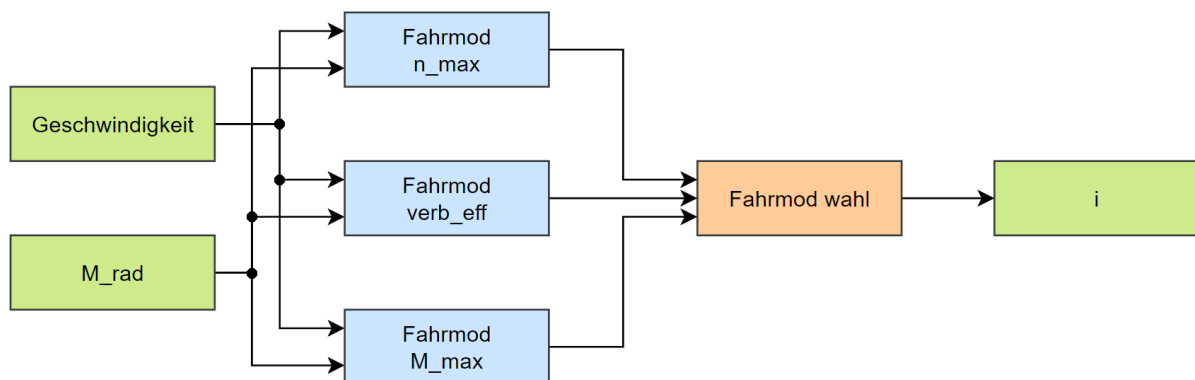 Fahrmod
n_max
Geschwindigkeit
Fahrmod
verb_eff
Fahrmod wahl
i
M_rad
Fahrmod
M_max